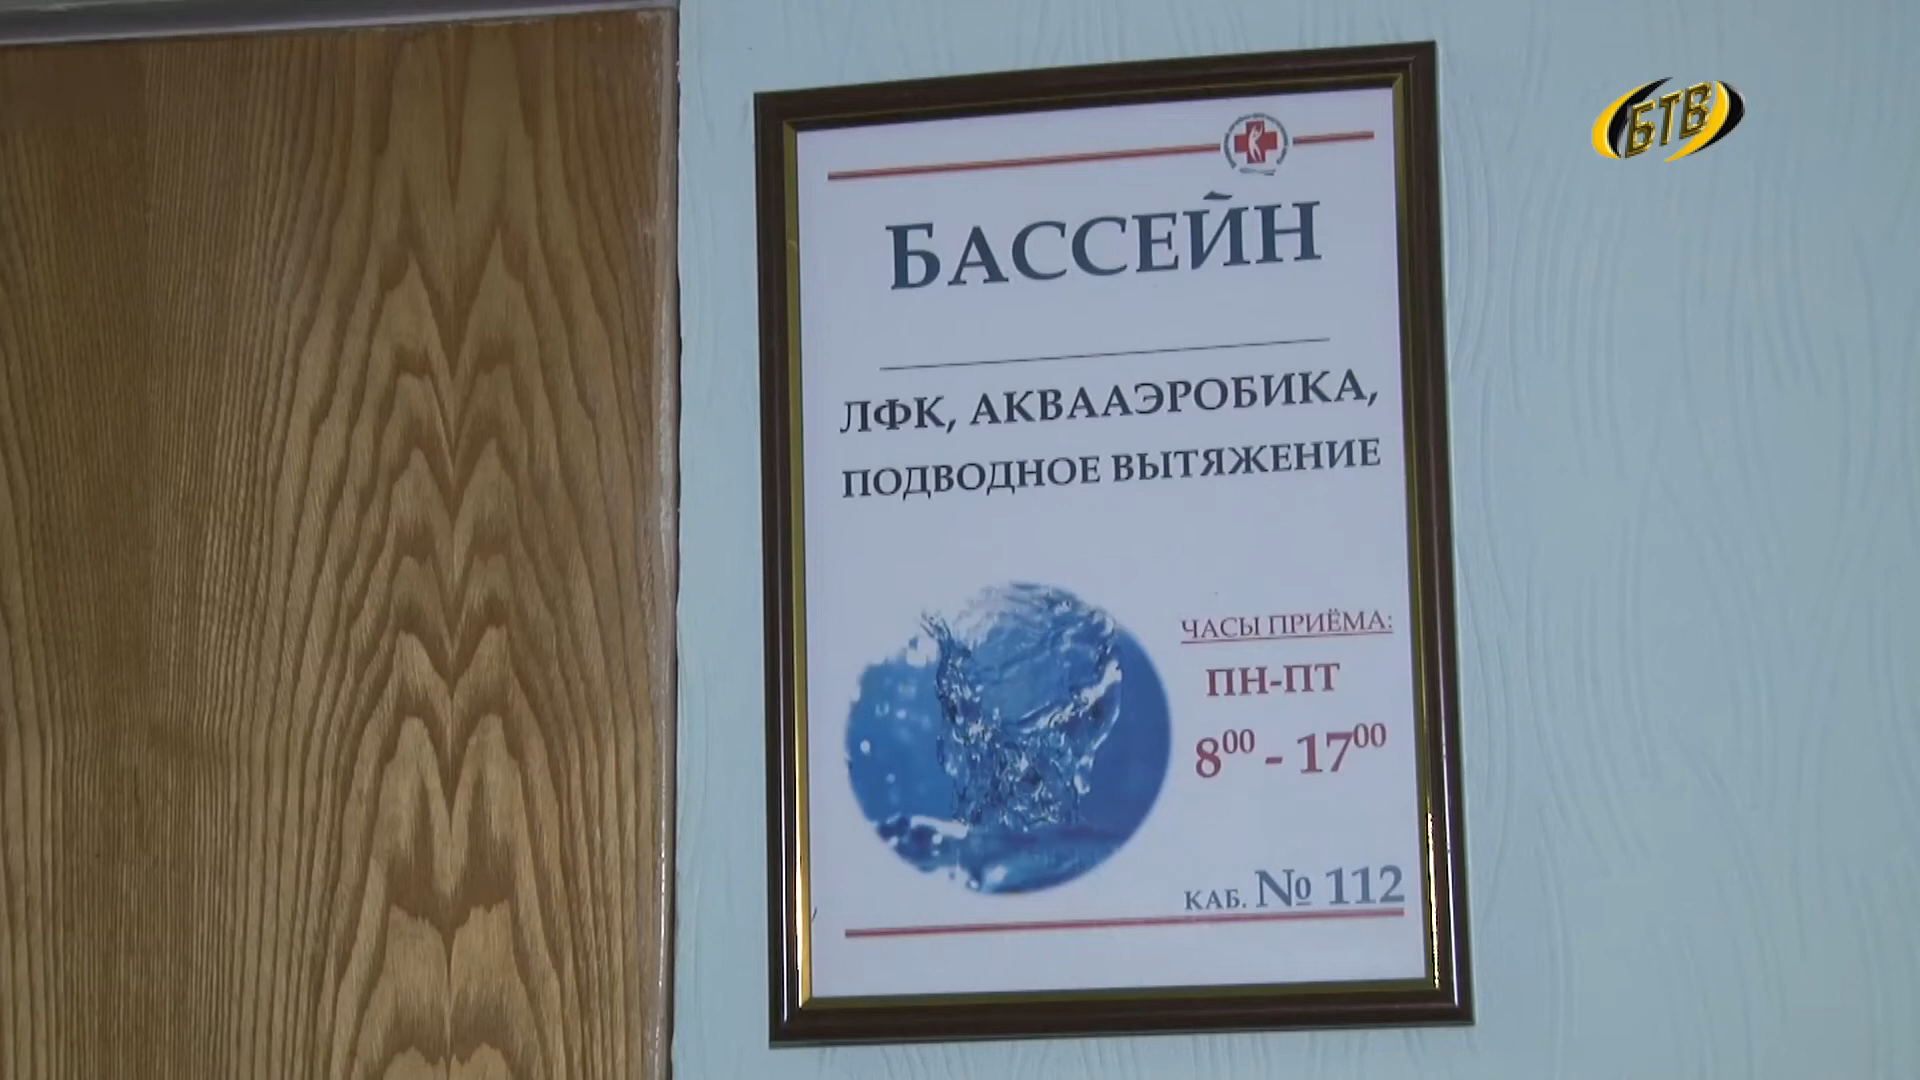 БТВ
БАССЕЙН
ЛФК, АКВААЭРОБИКА,
ПОДВОДНОЕ ВЫТЯЖЕНИЕ
ЧАСЫ ПРИЁМА:
ПН-ПТ
8⁰⁰ - 17⁰⁰
КАБ. № 112